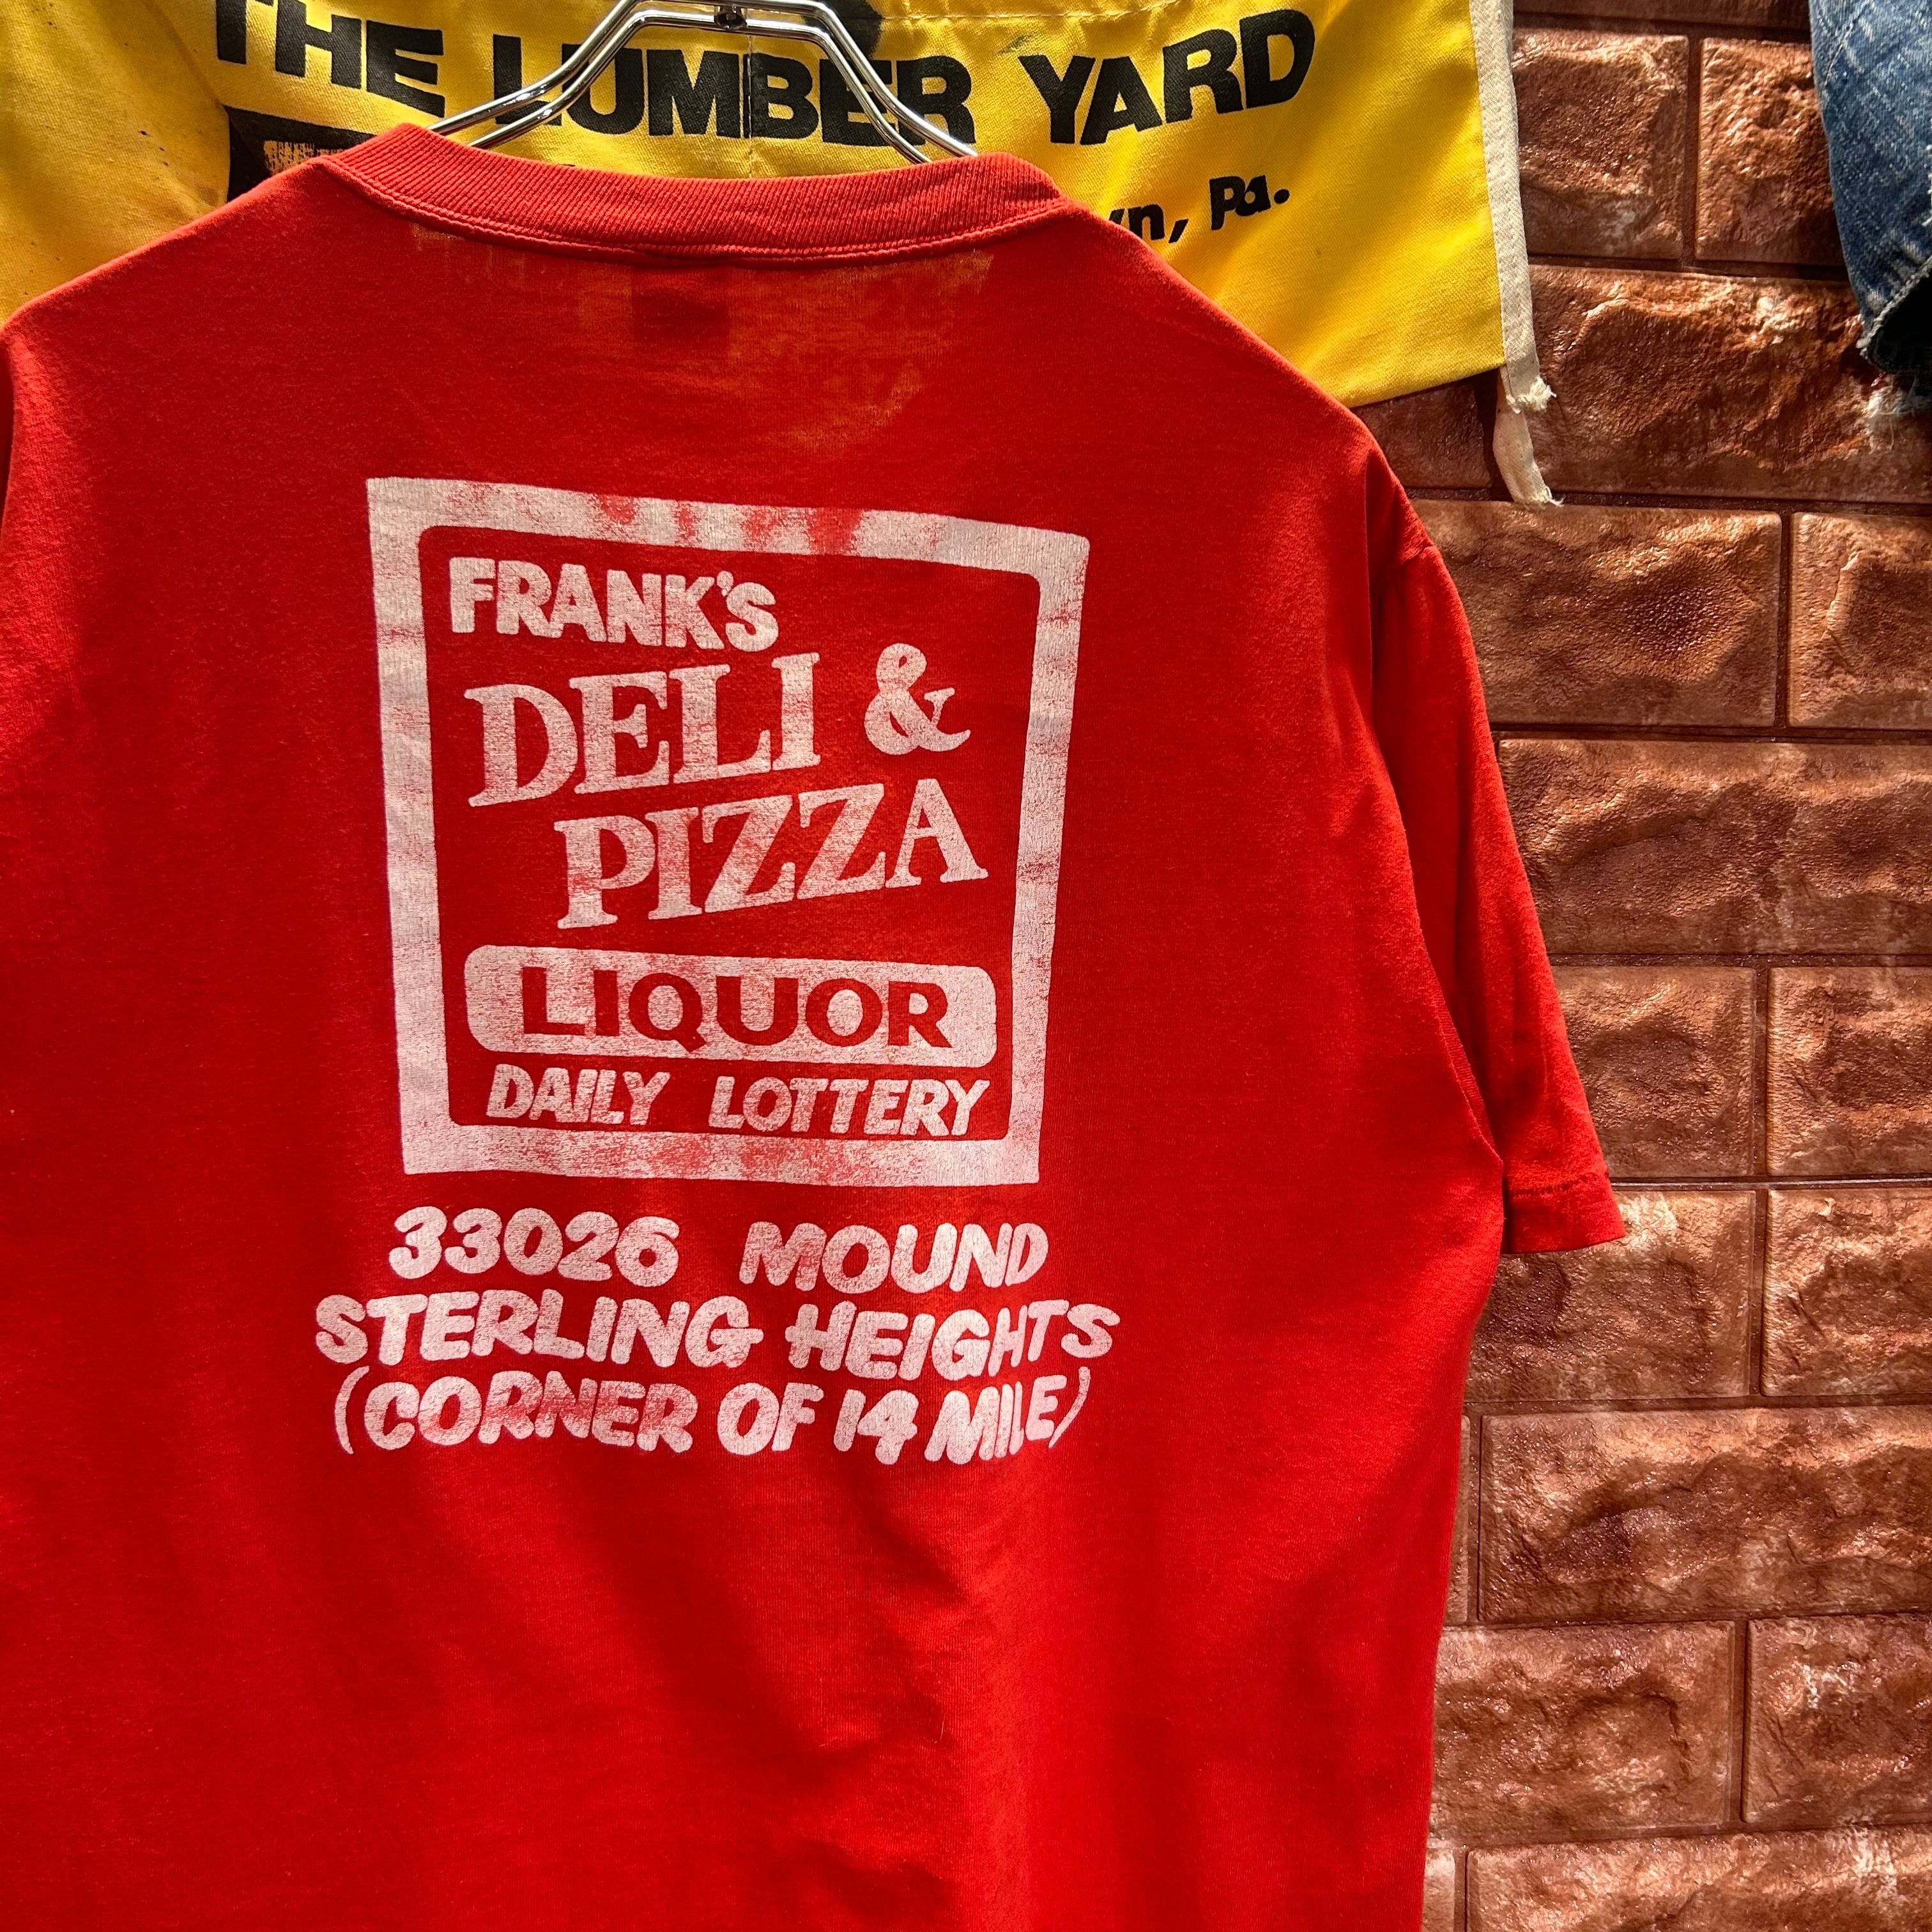 THE LUMBER YARD
Pa.
FRANK'S
DELI &
PIZZA
LIQUOR
DAILY LOTTERY
33026 MOUND
STERLING HEIGHTS
(CORNER OF 14 MILE)